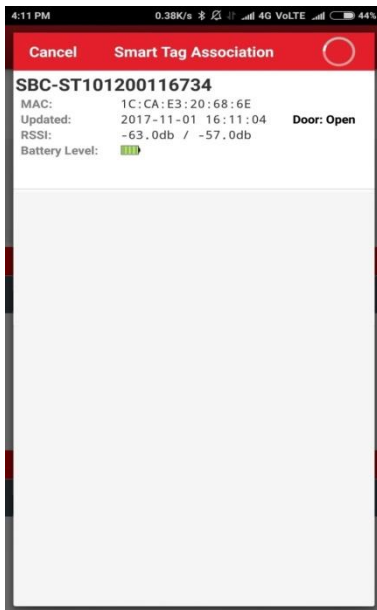 4:11 PM 0.38K/s 4G VoLTE 44%
Cancel Smart Tag Association
SBC-ST101200116734
MAC: 1C:CA:E3:20:68:6E
Updated: 2017-11-01 16:11:04 Door: Open
RSSI: -63.0db / -57.0db
Battery Level: